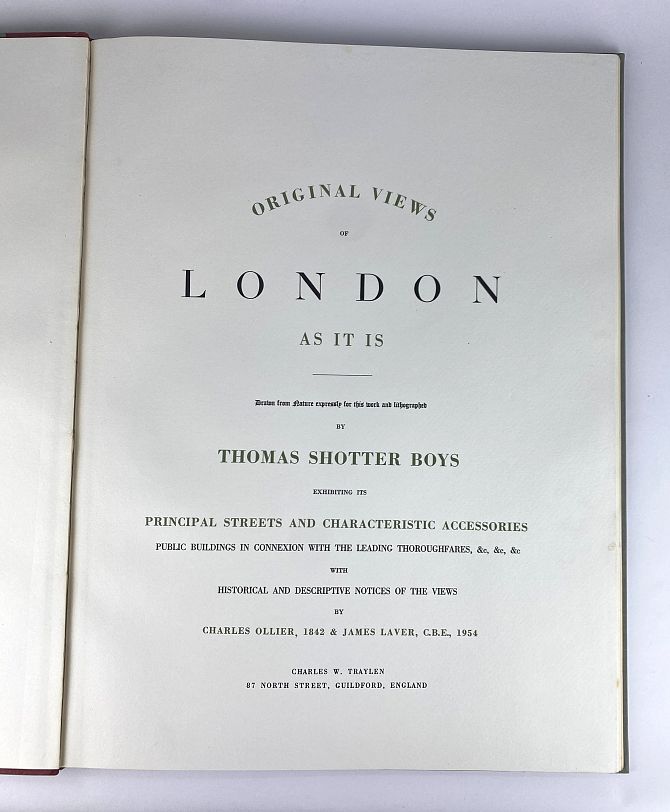 ORIGINAL VIEWS
OF
LONDON
AS IT IS
Drawn from Nature expressly for this work and lithographed
BY
THOMAS SHOTTER BOYS
EXHIBITING ITS
PRINCIPAL STREETS AND CHARACTERISTIC ACCESSORIES
PUBLIC BUILDINGS IN CONNEXION WITH THE LEADING THOROUGHFARES, &c, &c, &c
WITH
HISTORICAL AND DESCRIPTIVE NOTICES OF THE VIEWS
BY
CHARLES OLLIER, 1842 & JAMES LAVER, C.B.E., 1954
CHARLES W. TRAYLEN
87 NORTH STREET, GUILDFORD, ENGLAND